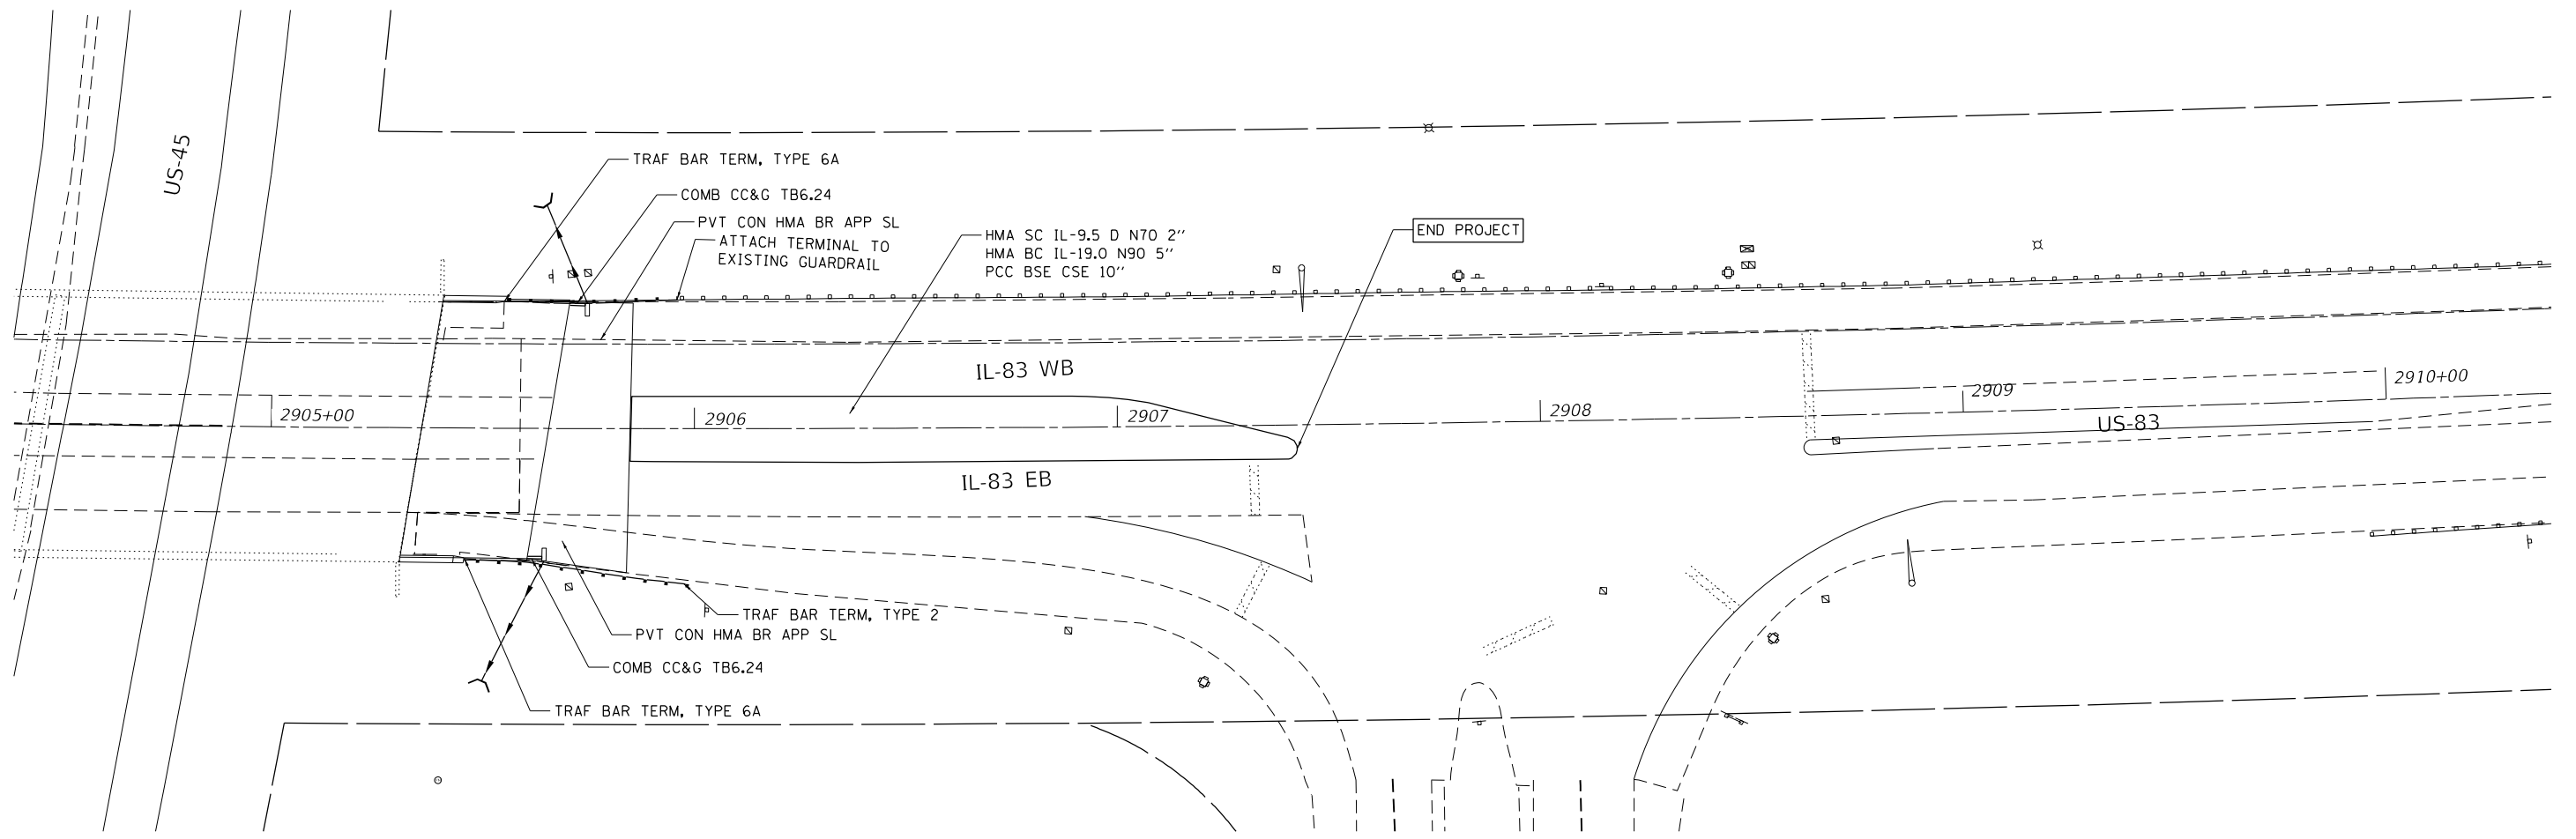 US-45
TRAF BAR TERM, TYPE 6A
COMB CC&G TB6.24
PVT CON HMA BR APP SL
ATTACH TERMINAL TO
EXISTING GUARDRAIL
HMA SC IL-9.5 D N70 2''
HMA BC IL-19.0 N90 5''
PCC BSE CSE 10''
END PROJECT
IL-83 WB
2905+00
2906
2907
2908
2909
2910+00
US-83
IL-83 EB
TRAF BAR TERM, TYPE 2
PVT CON HMA BR APP SL
COMB CC&G TB6.24
TRAF BAR TERM, TYPE 6A